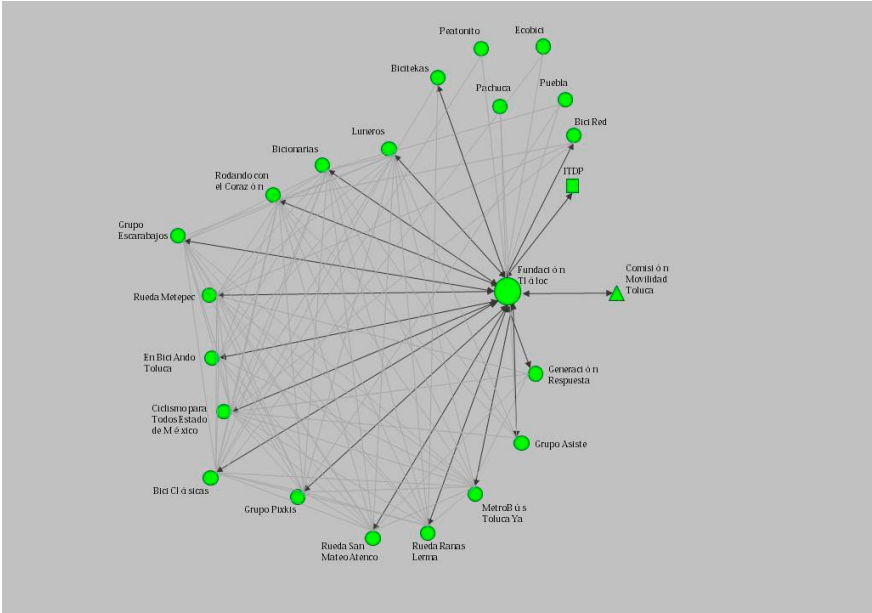 Peatonito
Ecobici
Bicitekas
Puebla
Pachuca
Bici Red
Luneros
Bicionarias
ITDP
Rodando con
el Coraz ó n
Grupo
Escarabajos
Fundaci ó n
Tl á loc
Comisi ó n
Movilidad
Toluca
Rueda Metepec
En Bici Ando
Toluca
Generaci ó n
Respuesta
Ciclismo para
Todos Estado
de M é xico
Grupo Asiste
Bici Cl á sicas
Grupo Pixkis
MetroB ú s
Toluca Ya
Rueda San
Mateo Atenco
Rueda Ranas
Lerma